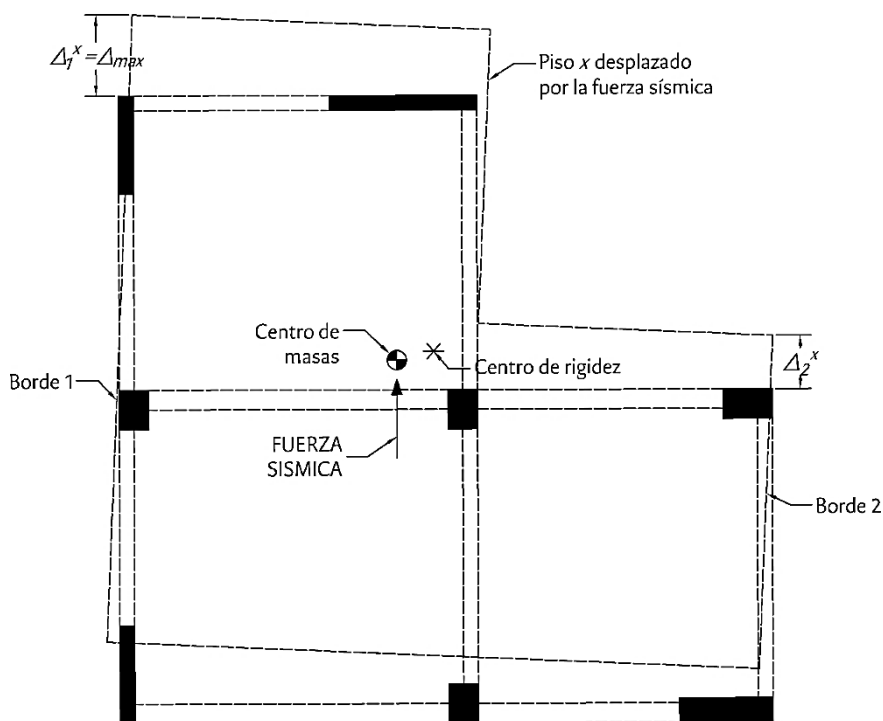 Δ₁ˣ=Δmax
Piso x desplazado
por la fuerza sísmica
Centro de
masas
Centro de rigidez
Δ₂ˣ
Borde 1
FUERZA
SISMICA
Borde 2